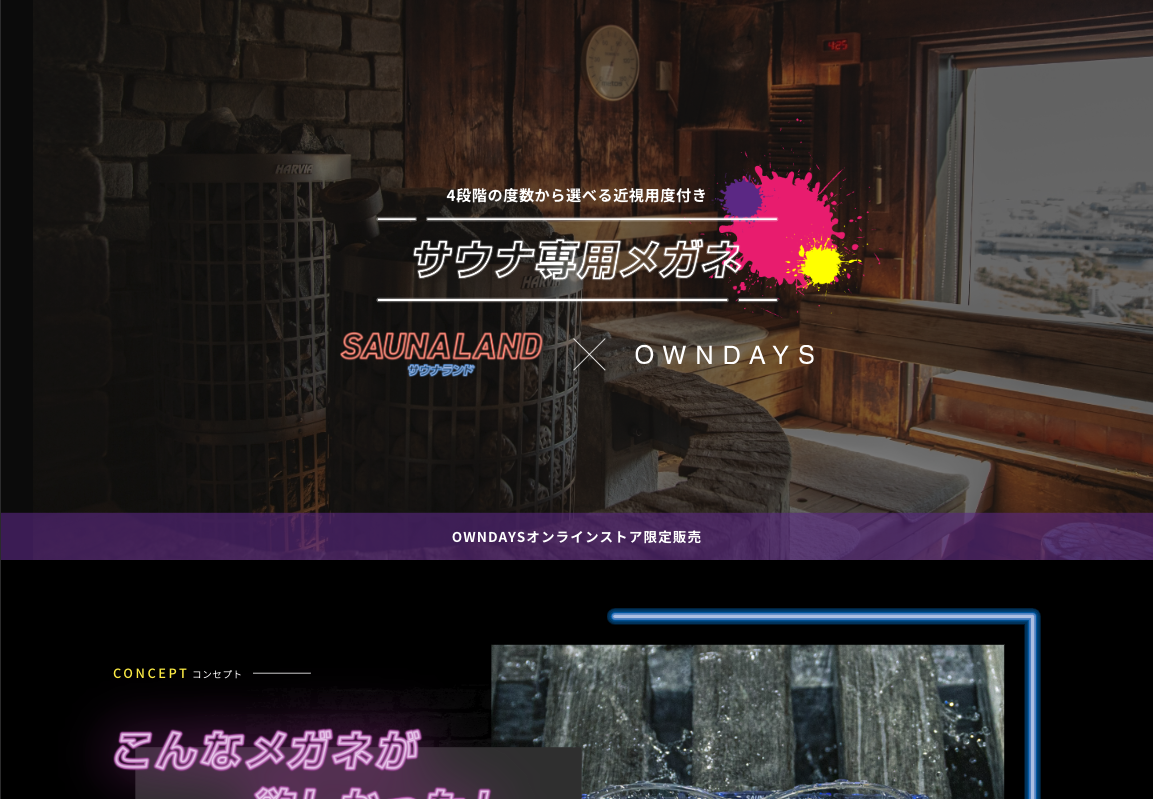 425
HARVIA
4段階の度数から選べる近視用度付き
サウナ専用メガネ
HARVIA
SAUNALAND
サウナランド
OWNDAYS
OWNDAYSオンラインストア限定販売
CONCEPT コンセプト
こんなメガネが